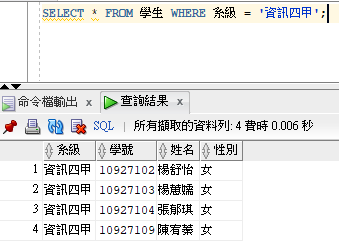 SELECT * FROM 學生 WHERE 系級 = '資訊四甲';
命令檔輸出 x 查詢結果 x
SQL | 所有擷取的資料列: 4 費時 0.006 秒
系級 學號 姓名 性別
1 資訊四甲 10927102 楊舒怡 女
2 資訊四甲 10927103 楊蕙嬬 女
3 資訊四甲 10927104 張郁琪 女
4 資訊四甲 10927109 陳宥蓁 女